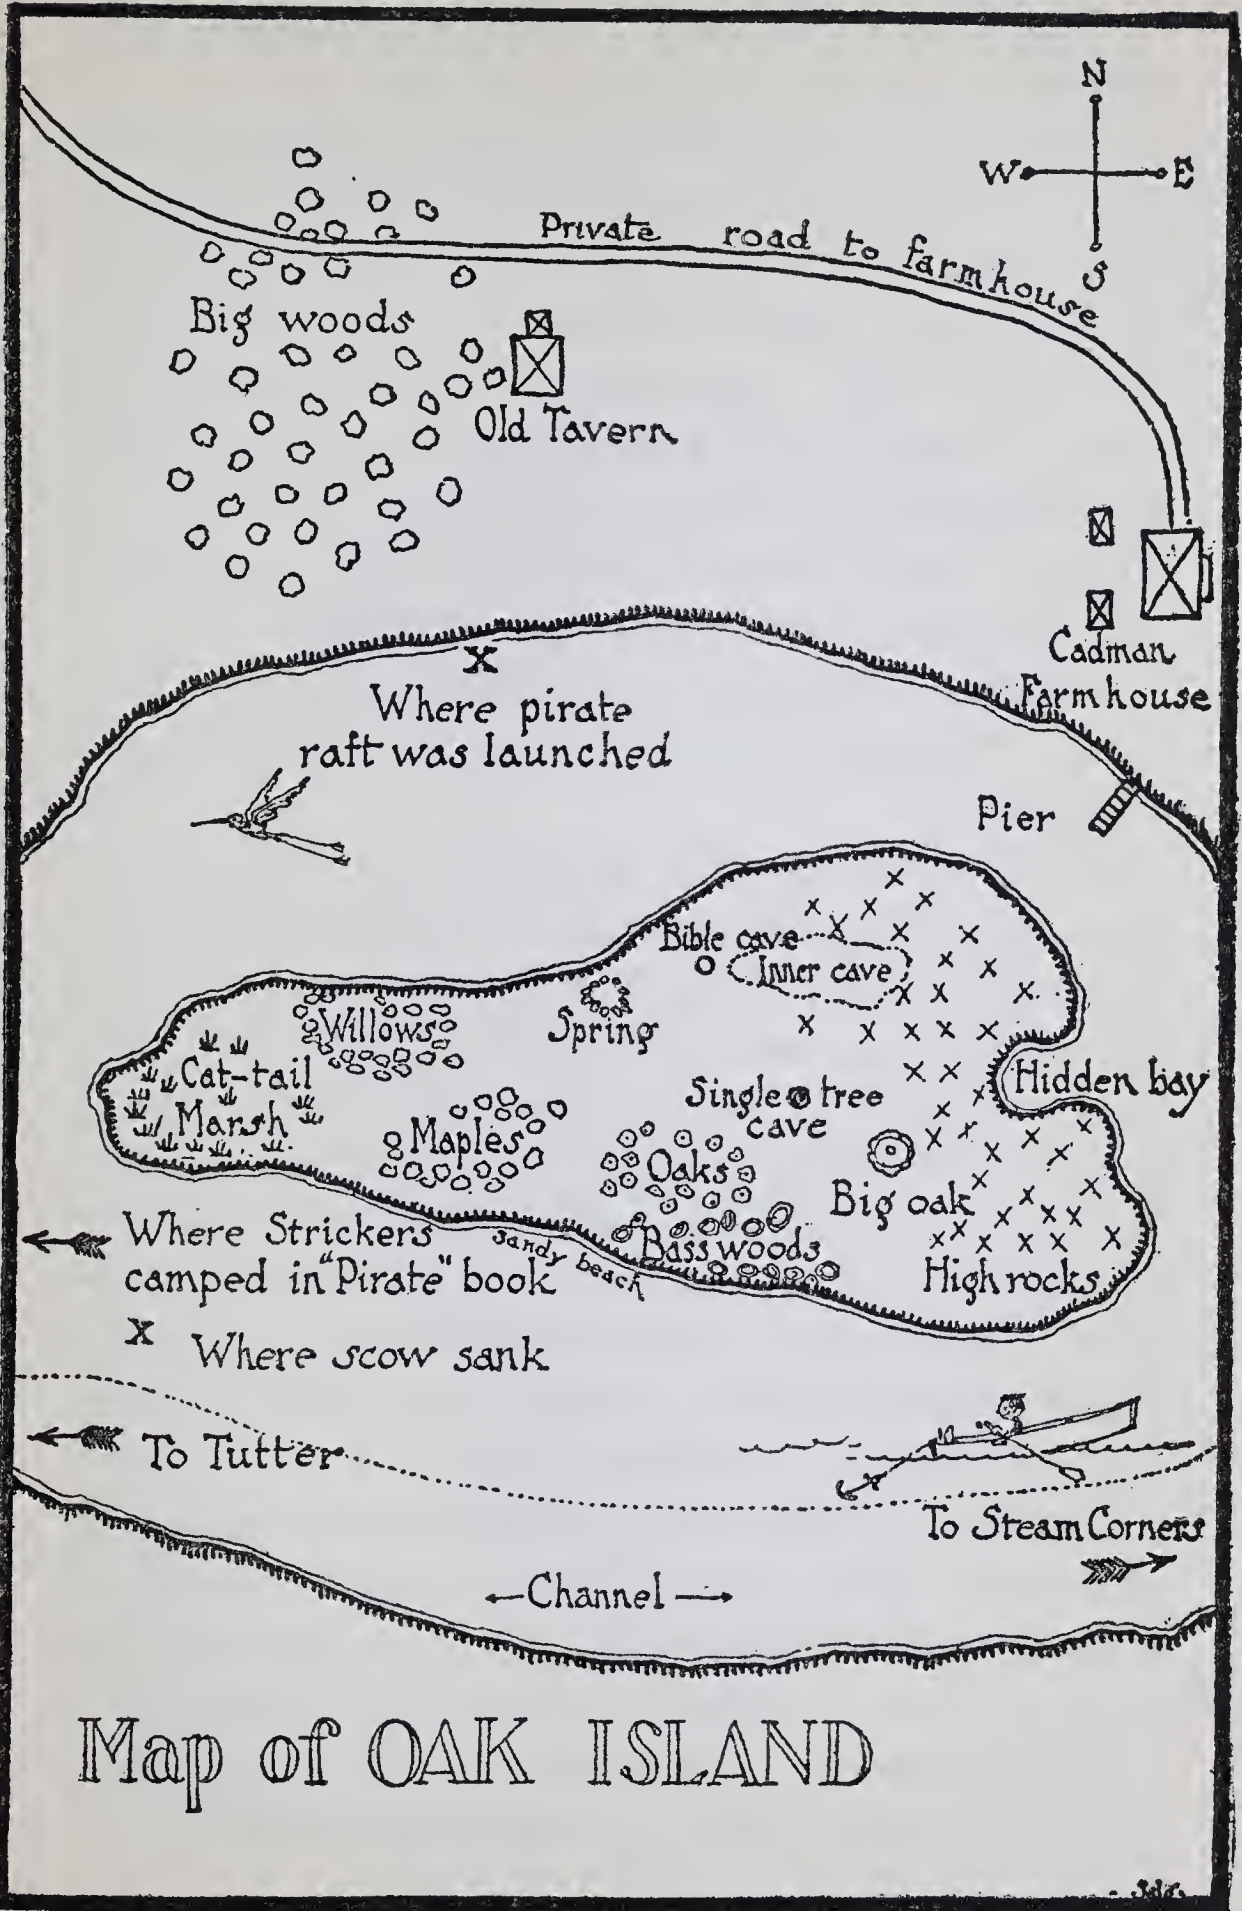 N
W E
S
Private road to farmhouse
Big woods
Old Tavern
Cadman
Farmhouse
X
Where pirate
raft was launched
Pier
Bible cave
Inner cave
Willows
Spring
Cat-tail
Marsh
Hidden bay
Single tree
cave
Maples
Oaks
Big oak
Basswoods
High rocks
sandy beach
Where Strickers
camped in "Pirate" book
X Where scow sank
To Tutter
To Steam Corners
Channel
Map of OAK ISLAND